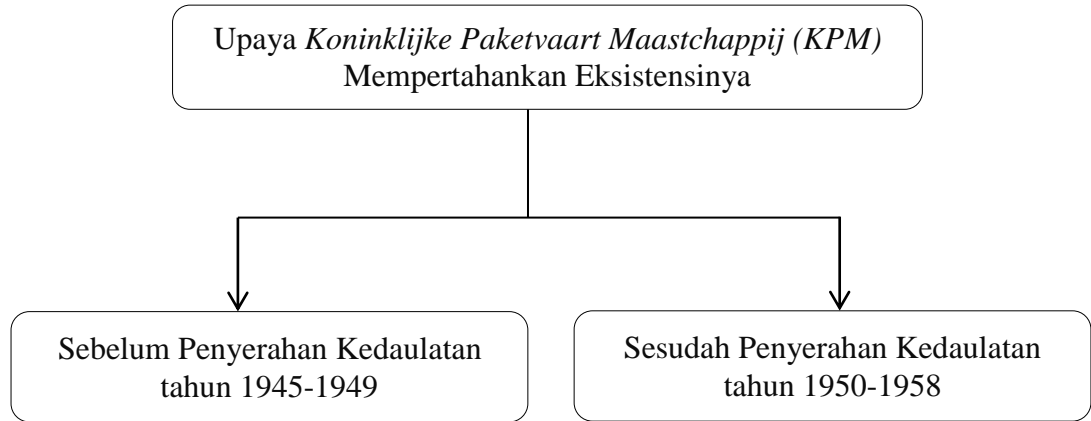 Upaya Koninklijke Paketvaart Maastchappij (KPM)
Mempertahankan Eksistensinya
Sebelum Penyerahan Kedaulatan
tahun 1945-1949
Sesudah Penyerahan Kedaulatan
tahun 1950-1958